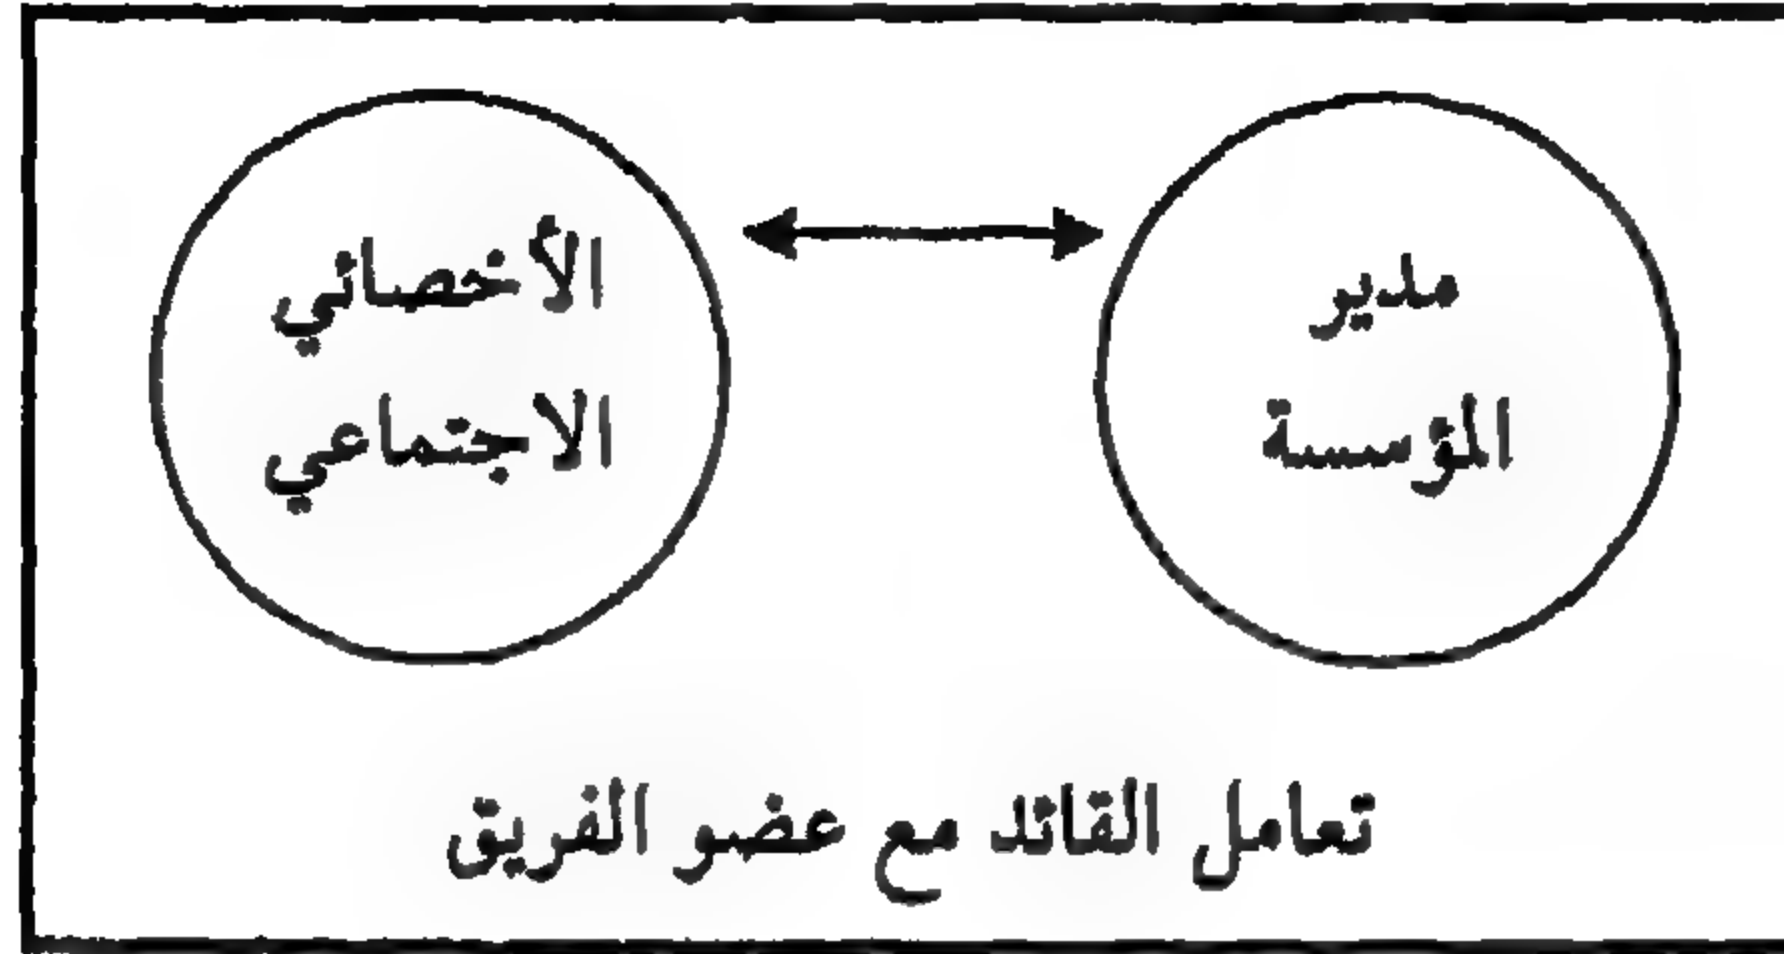 مدير
المؤسسة
الأخصائي
الاجتماعي
تعامل القائد مع عضو الفريق